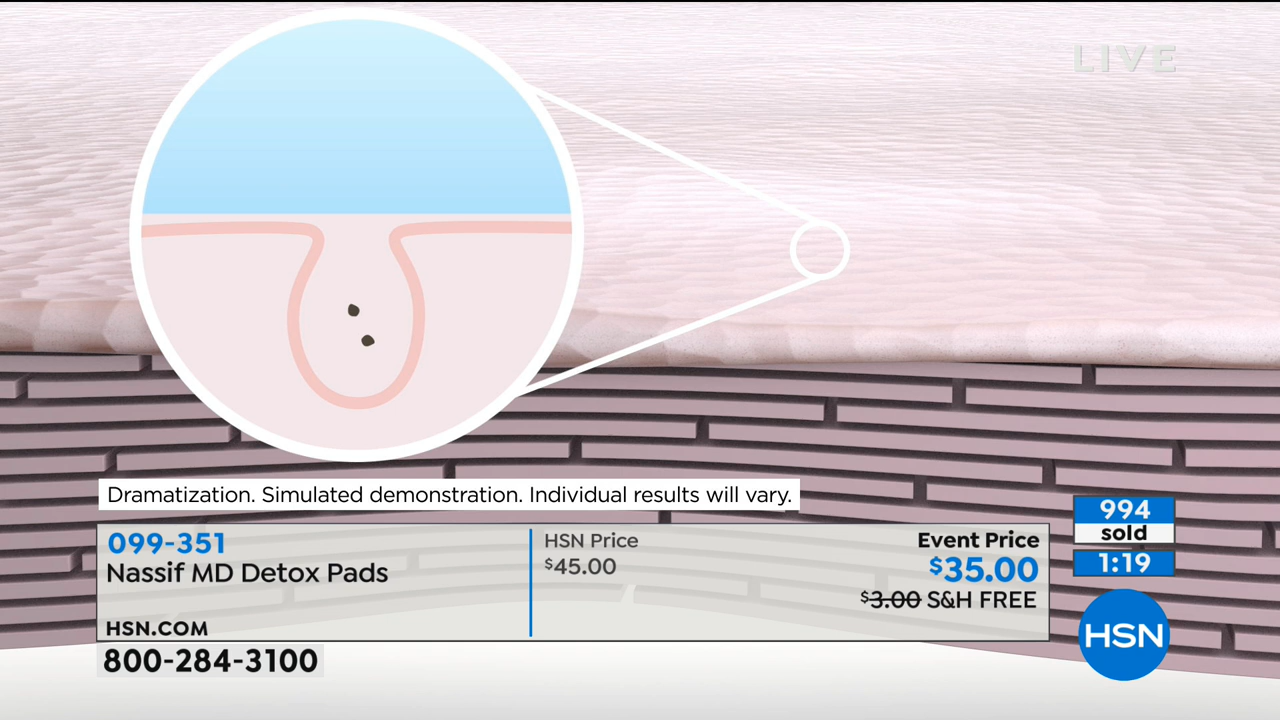 LIVE
Dramatization. Simulated demonstration. Individual results will vary.
099-351
Nassif MD Detox Pads
HSN.COM
800-284-3100
HSN Price
$45.00
Event Price
$35.00
$3.00 S&H FREE
994
sold
1:19
HSN